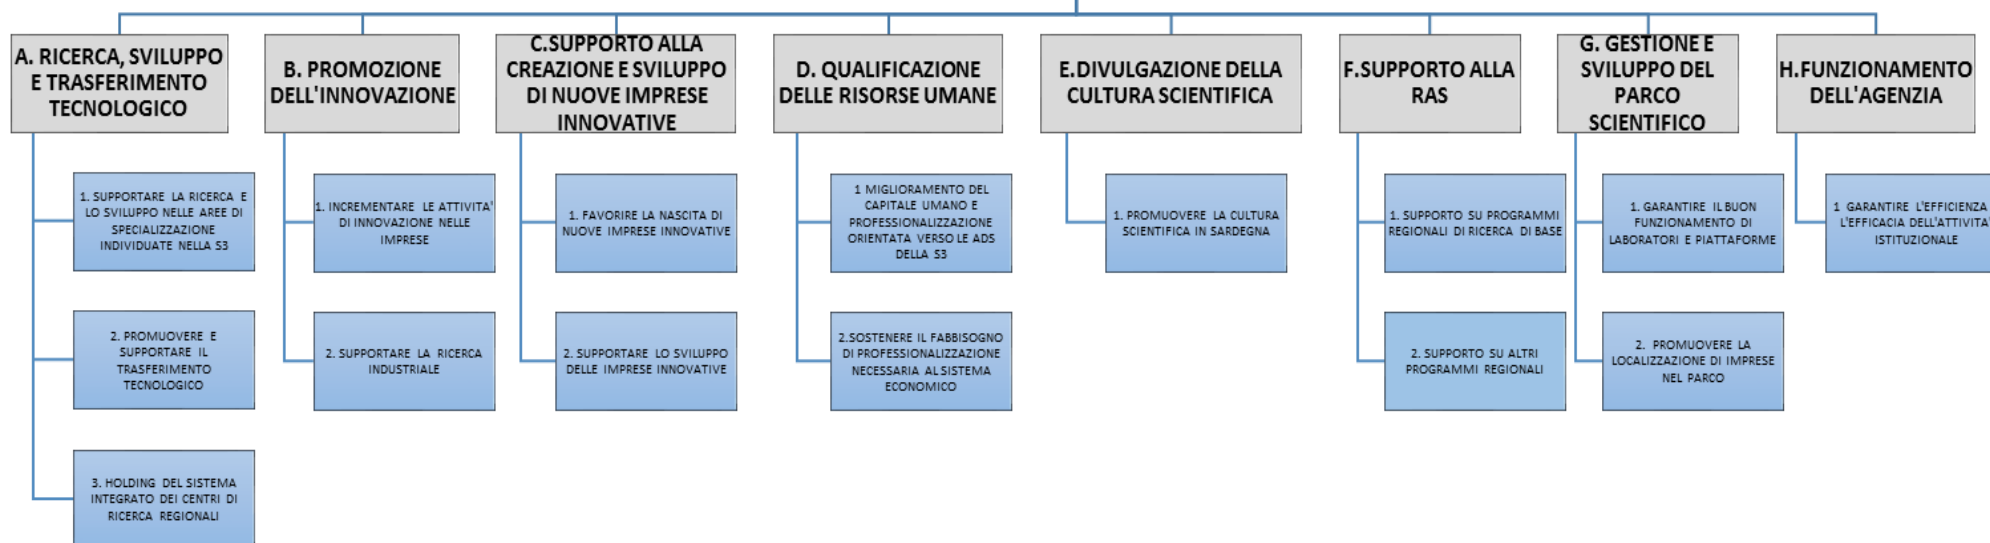 A. RICERCA, SVILUPPO
E TRASFERIMENTO
TECNOLOGICO
1. SUPPORTARE LA RICERCA E
LO SVILUPPO NELLE AREE DI
SPECIALIZZAZIONE
INDIVIDUATE NELLA S3
2. PROMUOVERE E
SUPPORTARE IL
TRASFERIMENTO
TECNOLOGICO
3. HOLDING DEL SISTEMA
INTEGRATO DEI CENTRI DI
RICERCA REGIONALI
B. PROMOZIONE
DELL'INNOVAZIONE
1. INCREMENTARE LE ATTIVITA'
DI INNOVAZIONE NELLE
IMPRESE
2. SUPPORTARE LA RICERCA
INDUSTRIALE
C.SUPPORTO ALLA
CREAZIONE E SVILUPPO
DI NUOVE IMPRESE
INNOVATIVE
1. FAVORIRE LA NASCITA DI
NUOVE IMPRESE INNOVATIVE
2. SUPPORTARE LO SVILUPPO
DELLE IMPRESE INNOVATIVE
D. QUALIFICAZIONE
DELLE RISORSE UMANE
1 MIGLIORAMENTO DEL
CAPITALE UMANO E
PROFESSIONALIZZAZIONE
ORIENTATA VERSO LE ADS
DELLA S3
2.SOSTENERE IL FABBISOGNO
DI PROFESSIONALIZZAZIONE
NECESSARIA AL SISTEMA
ECONOMICO
E.DIVULGAZIONE DELLA
CULTURA SCIENTIFICA
1. PROMUOVERE LA CULTURA
SCIENTIFICA IN SARDEGNA
F.SUPPORTO ALLA
RAS
1. SUPPORTO SU PROGRAMMI
REGIONALI DI RICERCA DI BASE
2. SUPPORTO SU ALTRI
PROGRAMMI REGIONALI
G. GESTIONE E
SVILUPPO DEL
PARCO
SCIENTIFICO
1. GARANTIRE IL BUON
FUNZIONAMENTO DI
LABORATORI E PIATTAFORME
2. PROMUOVERE LA
LOCALIZZAZIONE DI IMPRESE
NEL PARCO
H.FUNZIONAMENTO
DELL'AGENZIA
1 GARANTIRE L'EFFICIENZA
L'EFFICACIA DELL'ATTIVITA'
ISTITUZIONALE